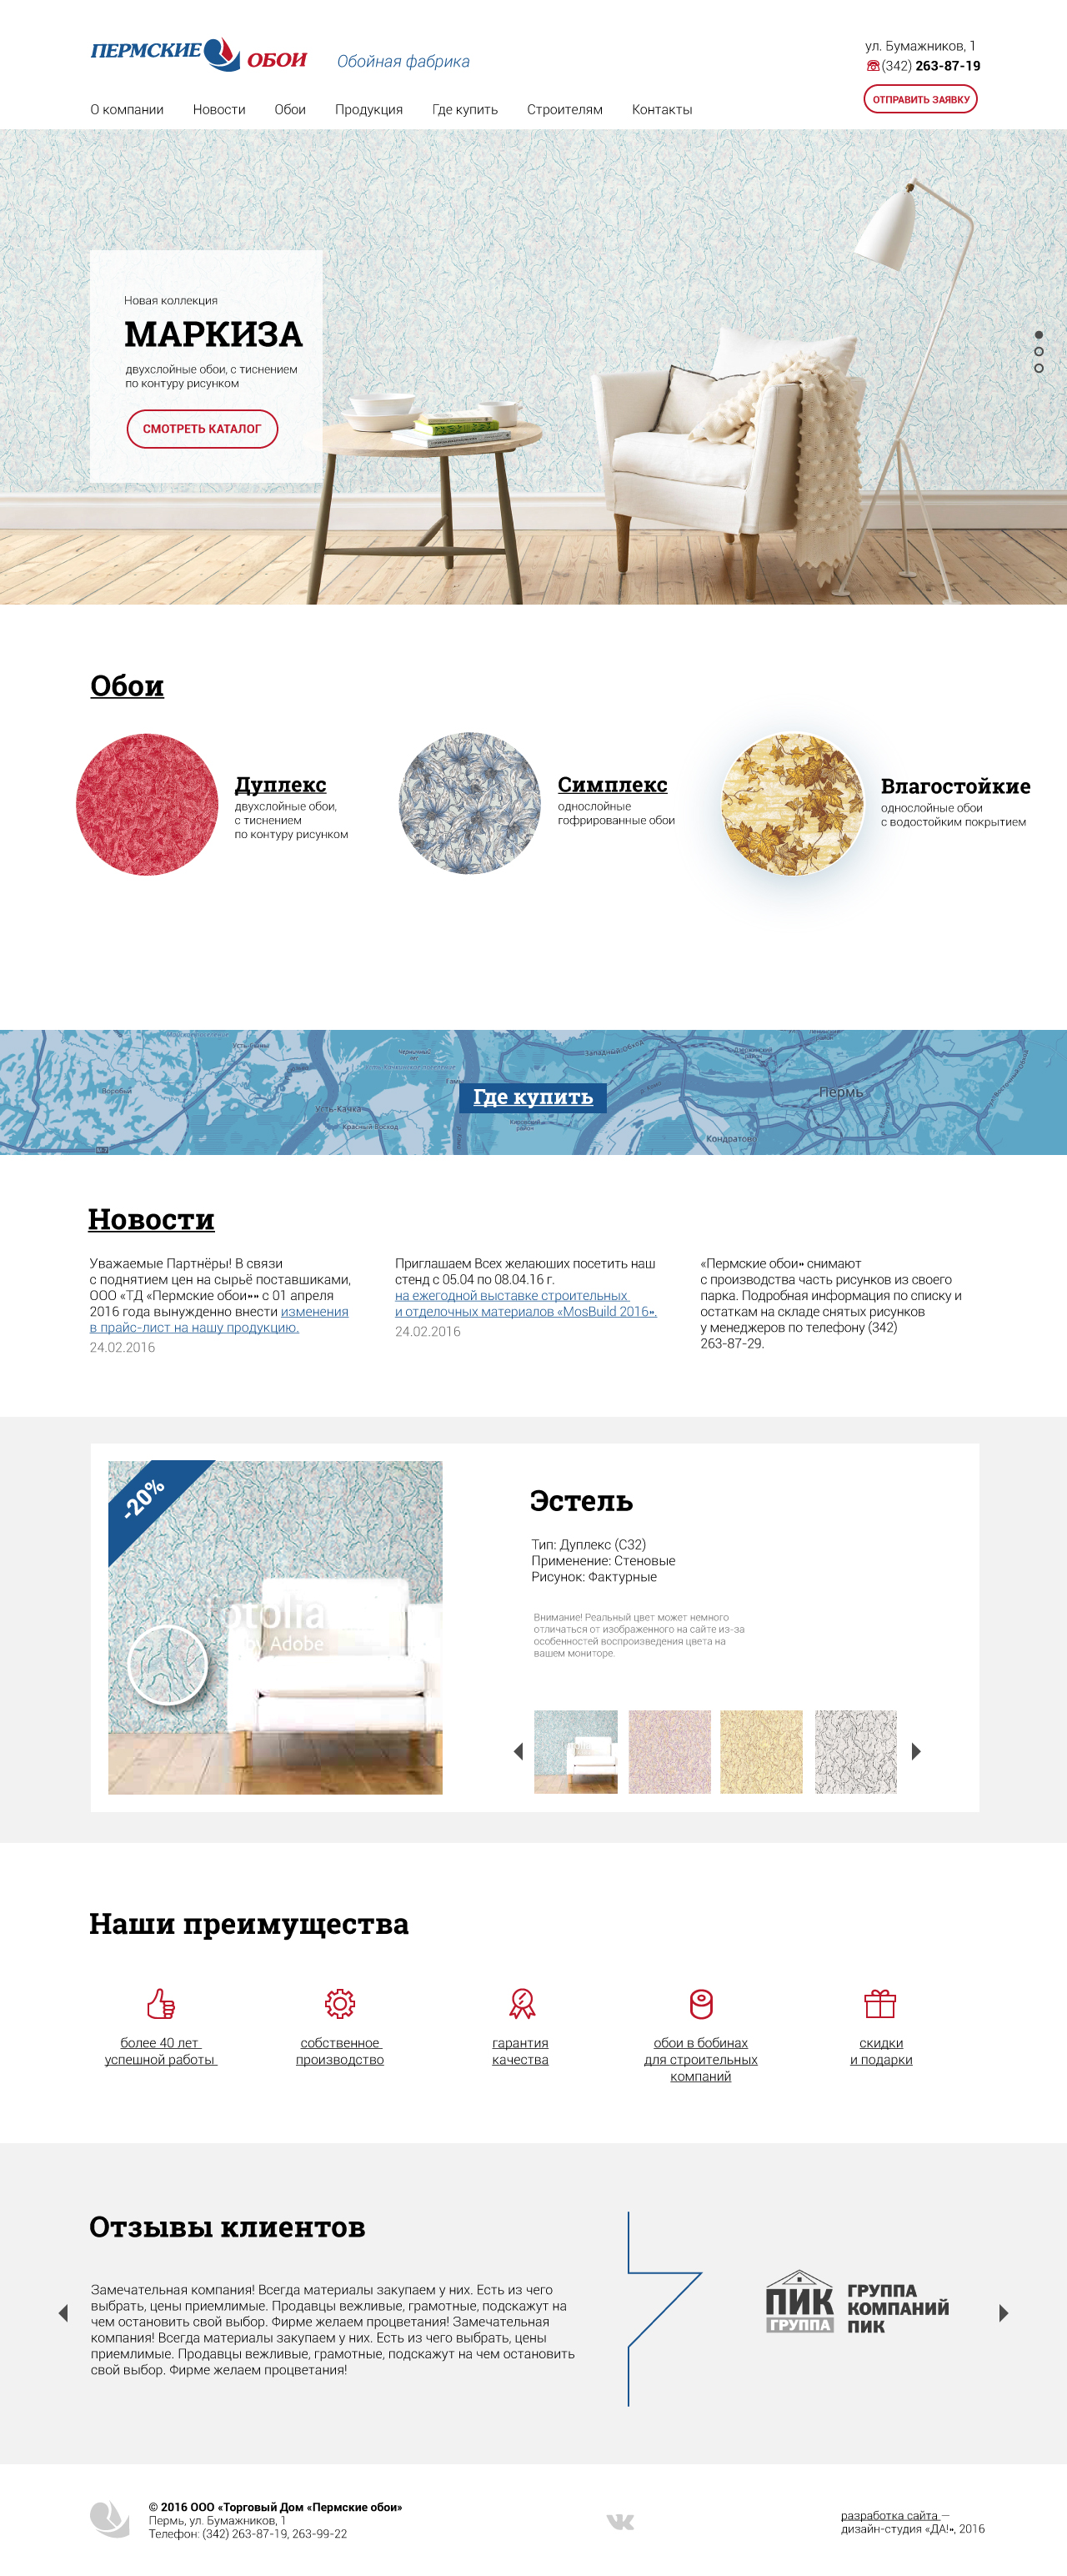 ПЕРМСКИЕ ОБОИ
Обойная фабрика
ул. Бумажников, 1
(342) 263-87-19
ОТПРАВИТЬ ЗАЯВКУ
О компании Новости Обои Продукция Где купить Строителям Контакты
Новая коллекция
МАРКИЗА
двухслойные обои, с тиснением
по контуру рисунком
СМОТРЕТЬ КАТАЛОГ
Обои
Дуплекс
двухслойные обои,
с тиснением
по контуру рисунком
Симплекс
однослойные
гофрированные обои
Влагостойкие
однослойные обои
с водостойким покрытием
Западный обход
Усть-Качка
Красный Восход
Кировский
район
Пермь
Кондратово
Где купить
Новости
Уважаемые Партнёры! В связи
с поднятием цен на сырьё поставщиками,
ООО «ТД «Пермские обои»» с 01 апреля
2016 года вынужденно внести изменения
в прайс-лист на нашу продукцию.
24.02.2016
Приглашаем Всех желаюших посетить наш
стенд с 05.04 по 08.04.16 г.
на ежегодной выставке строительных
и отделочных материалов «MosBuild 2016».
24.02.2016
«Пермские обои» снимают
с производства часть рисунков из своего
парка. Подробная информация по списку и
остаткам на складе снятых рисунков
у менеджеров по телефону (342)
263-87-29.
-20%
fotolia
by Adobe
Эстель
Тип: Дуплекс (С32)
Применение: Стеновые
Рисунок: Фактурные
Внимание! Реальный цвет может немного
отличаться от изображенного на сайте из-за
особенностей воспроизведения цвета на
вашем мониторе.
Наши преимущества
более 40 лет
успешной работы
собственное
производство
гарантия
качества
обои в бобинах
для строительных
компаний
скидки
и подарки
Отзывы клиентов
Замечательная компания! Всегда материалы закупаем у них. Есть из чего
выбрать, цены приемлимые. Продавцы вежливые, грамотные, подскажут на
чем остановить свой выбор. Фирме желаем процветания! Замечательная
компания! Всегда материалы закупаем у них. Есть из чего выбрать, цены
приемлимые. Продавцы вежливые, грамотные, подскажут на чем остановить
свой выбор. Фирме желаем процветания!
ПИК
ГРУППА
ГРУППА
КОМПАНИЙ
ПИК
© 2016 ООО «Торговый Дом «Пермские обои»
Пермь, ул. Бумажников, 1
Телефон: (342) 263-87-19, 263-99-22
разработка сайта —
дизайн-студия «ДА!», 2016